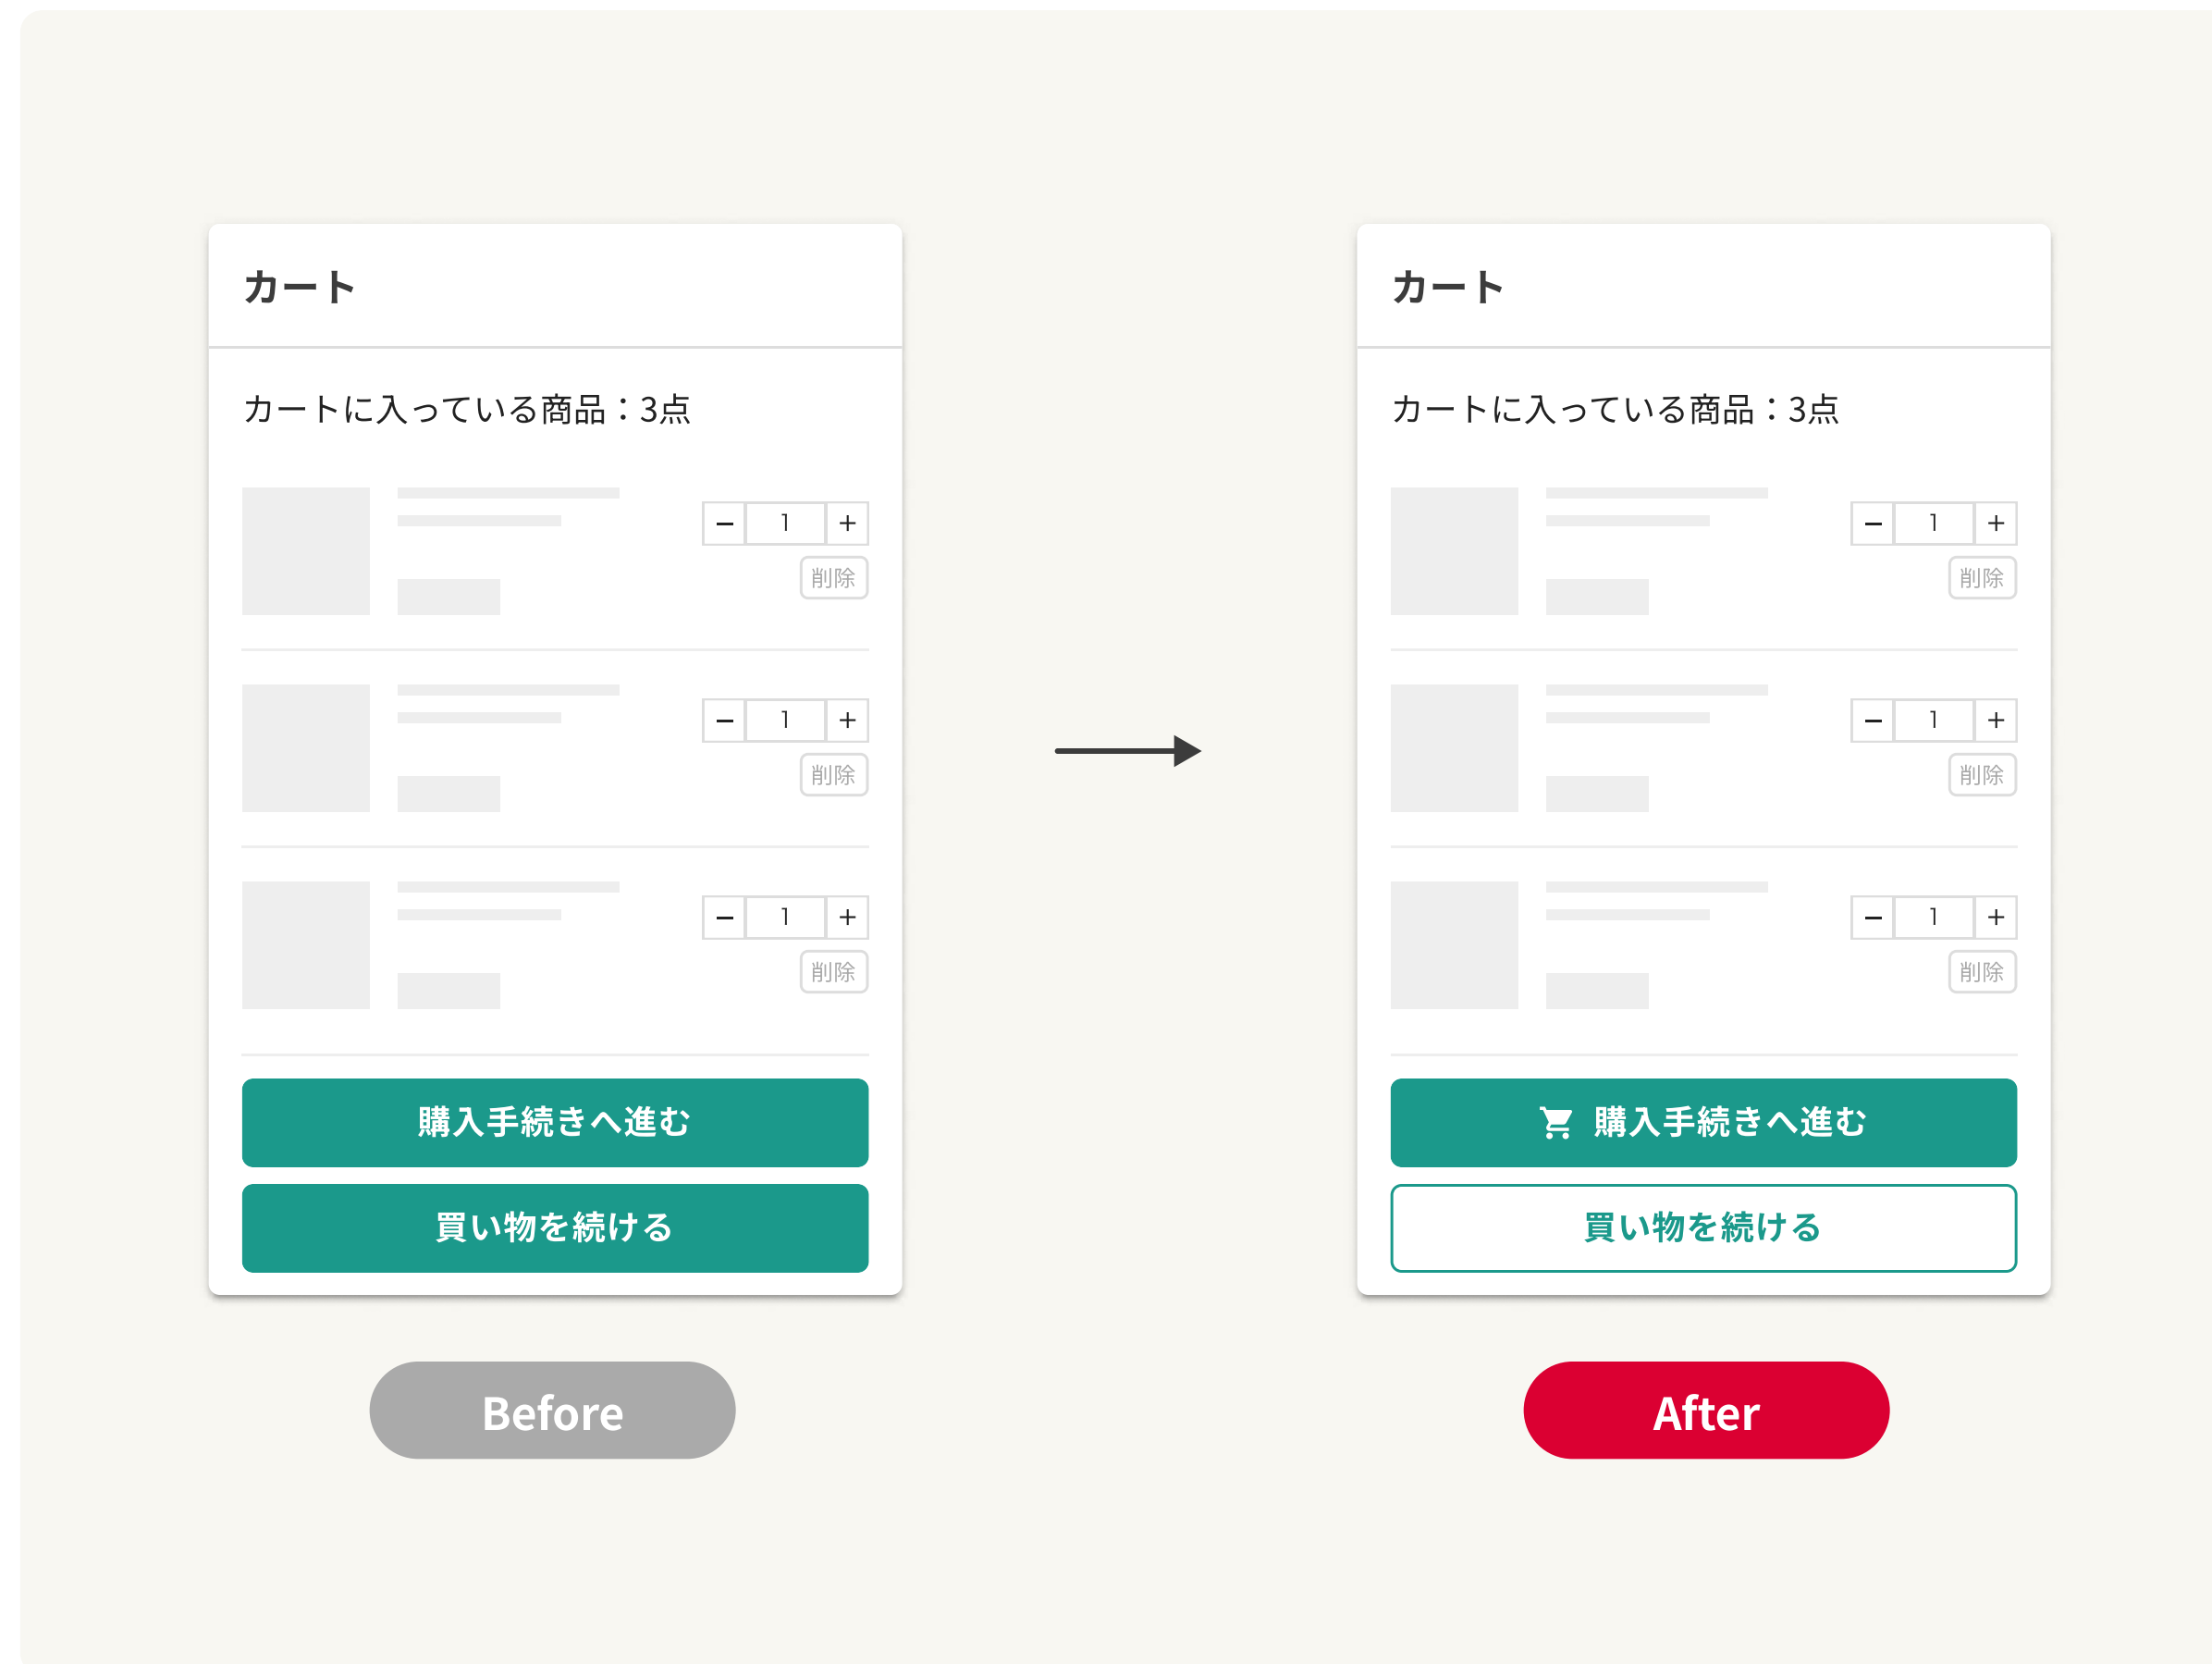 カート
カートに入っている商品：3点
− 1 +
削除
− 1 +
削除
− 1 +
削除
購入手続きへ進む
買い物を続ける
Before
カート
カートに入っている商品：3点
− 1 +
削除
− 1 +
削除
− 1 +
削除
購入手続きへ進む
買い物を続ける
After